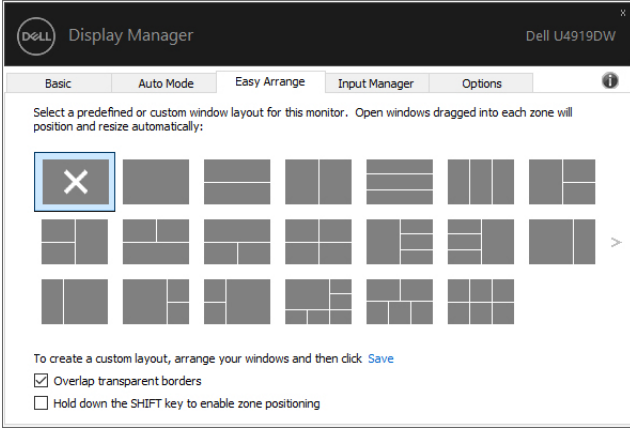 x
DELL Display Manager Dell U4919DW
Basic Auto Mode Easy Arrange Input Manager Options
Select a predefined or custom window layout for this monitor. Open windows dragged into each zone will
position and resize automatically:
To create a custom layout, arrange your windows and then click Save
Overlap transparent borders
Hold down the SHIFT key to enable zone positioning